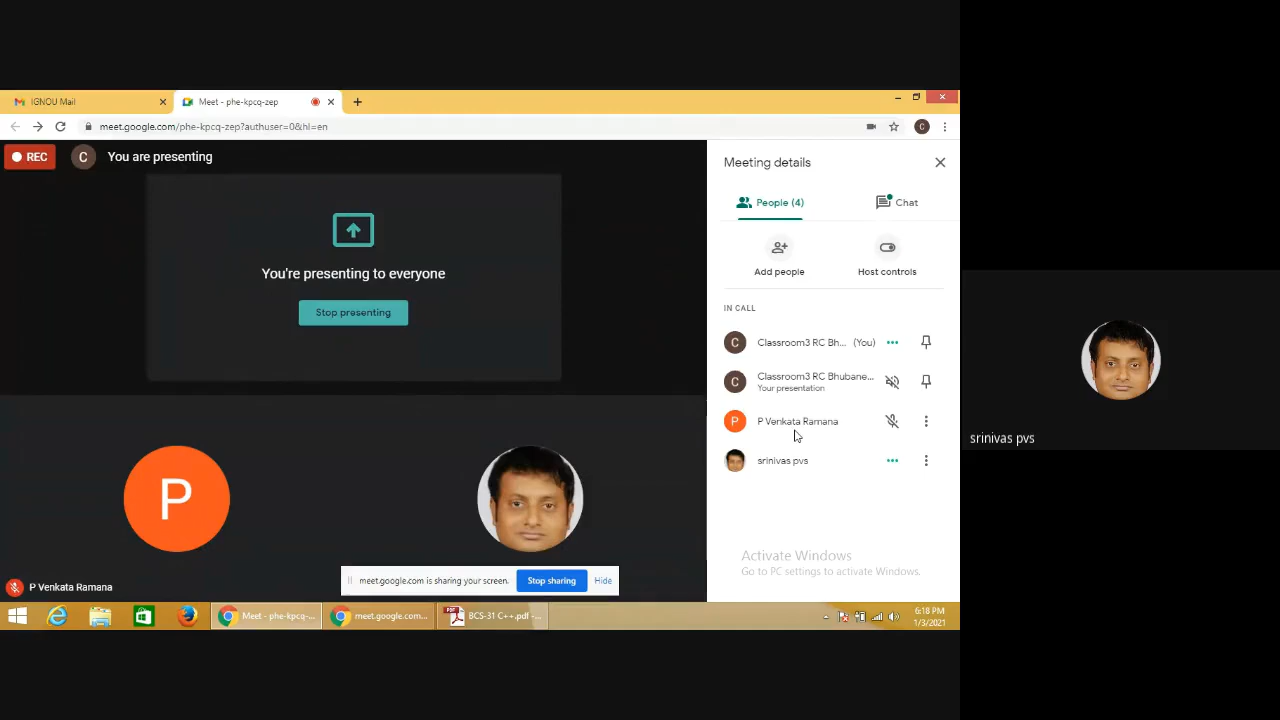 IGNOU Mail
Meet - phe-kpcq-zep
meet.google.com/phe-kpcq-zep?authuser=0&hl=en
C
REC
C
You are presenting
Meeting details
People (4)
Chat
You're presenting to everyone
Stop presenting
Add people
Host controls
IN CALL
C
Classroom3 RC Bh... (You)
C
Classroom3 RC Bhubane...
Your presentation
P
P Venkata Ramana
srinivas pvs
srinivas pvs
P
P Venkata Ramana
Activate Windows
Go to PC settings to activate Windows.
meet.google.com is sharing your screen.
Stop sharing
Hide
Meet - phe-kpcq-...
meet.google.com...
PDF
BCS-31 C++.pdf -...
6:18 PM
1/3/2021